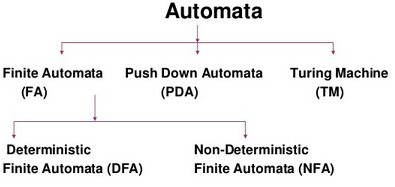 Automata
Finite Automata
(FA)
Push Down Automata
(PDA)
Turing Machine
(TM)
Deterministic
Finite Automata (DFA)
Non-Deterministic
Finite Automata (NFA)